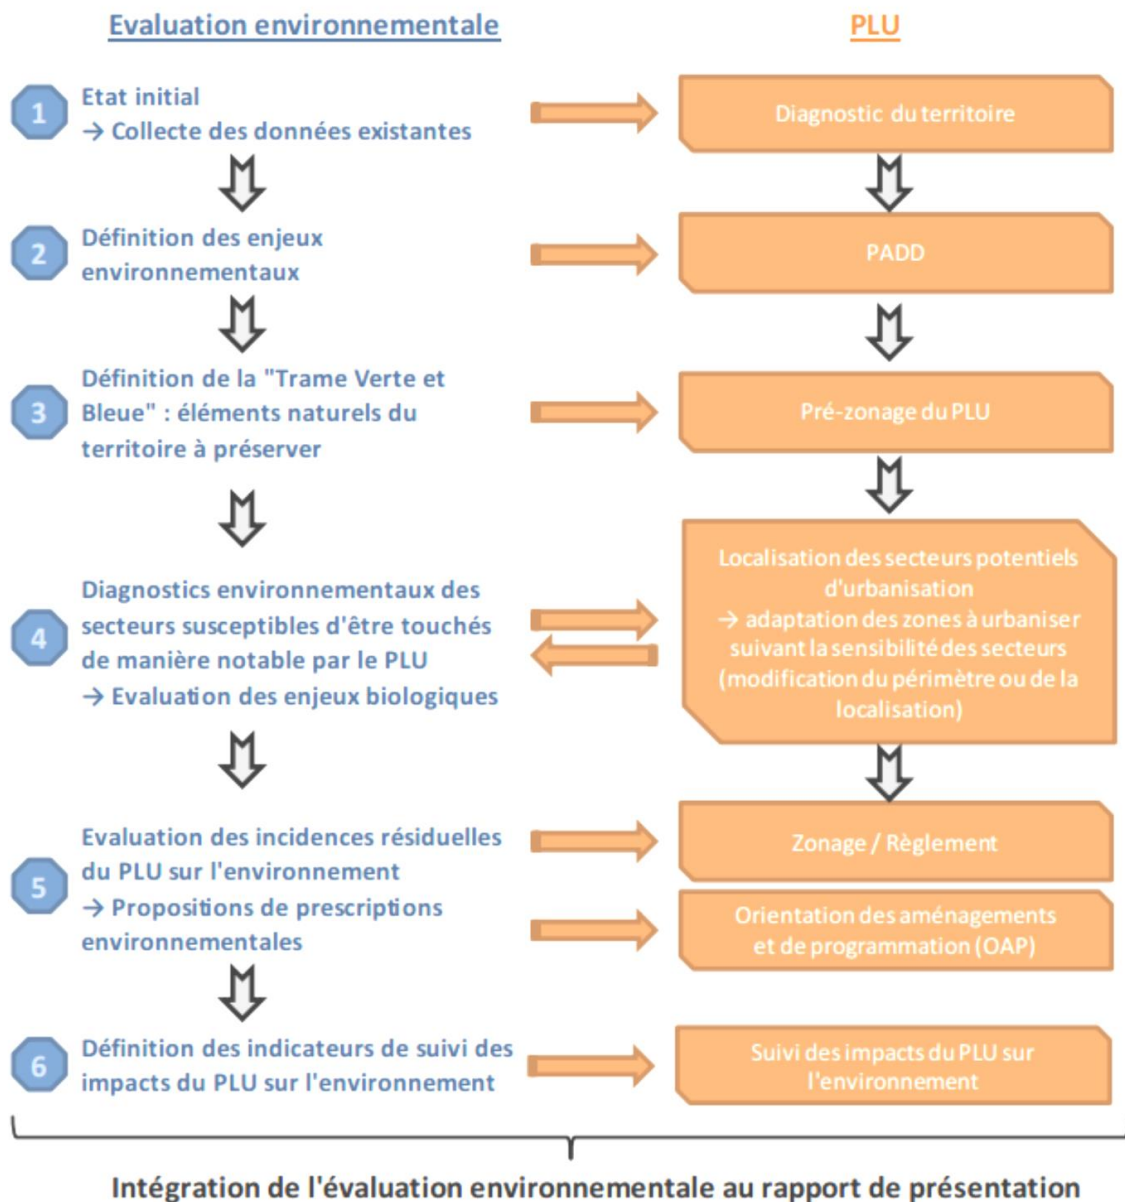 Evaluation environnementale
PLU
1
Etat initial
→ Collecte des données existantes
Diagnostic du territoire
2
Définition des enjeux
environnementaux
PADD
3
Définition de la "Trame Verte et
Bleue" : éléments naturels du
territoire à préserver
Pré-zonage du PLU
4
Diagnostics environnementaux des
secteurs susceptibles d'être touchés
de manière notable par le PLU
→ Evaluation des enjeux biologiques
Localisation des secteurs potentiels
d'urbanisation
→ adaptation des zones à urbaniser
suivant la sensibilité des secteurs
(modification du périmètre ou de la
localisation)
5
Evaluation des incidences résiduelles
du PLU sur l'environnement
→ Propositions de prescriptions
environnementales
Zonage / Règlement
Orientation des aménagements
et de programmation (OAP)
6
Définition des indicateurs de suivi des
impacts du PLU sur l'environnement
Suivi des impacts du PLU sur
l'environnement
Intégration de l'évaluation environnementale au rapport de présentation